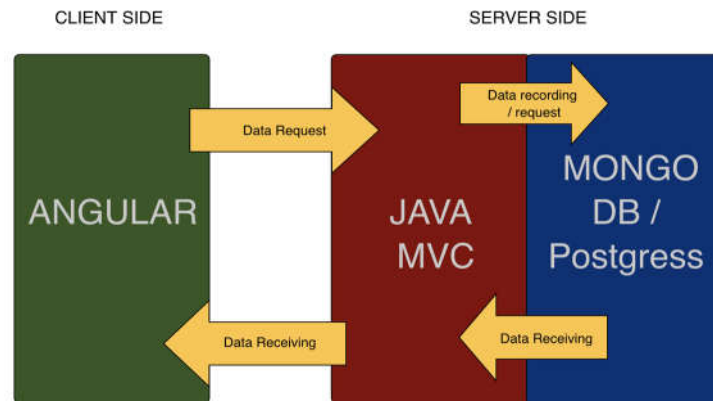 CLIENT SIDE
SERVER SIDE
Data Request
Data recording
/ request
ANGULAR
JAVA
MVC
MONGO
DB /
Postgress
Data Receiving
Data Receiving